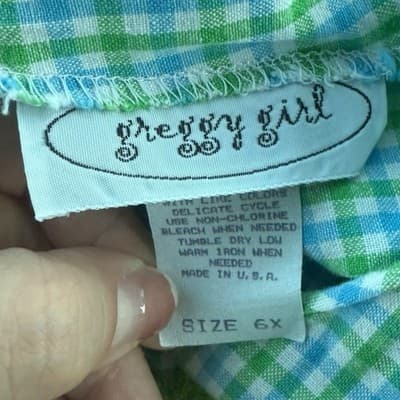 greggy girl
WITH LIKE COLORS
DELICATE CYCLE
USE NON-CHLORINE
BLEACH WHEN NEEDED
TUMBLE DRY LOW
WARM IRON WHEN
NEEDED
MADE IN U.S.A.
SIZE 6X